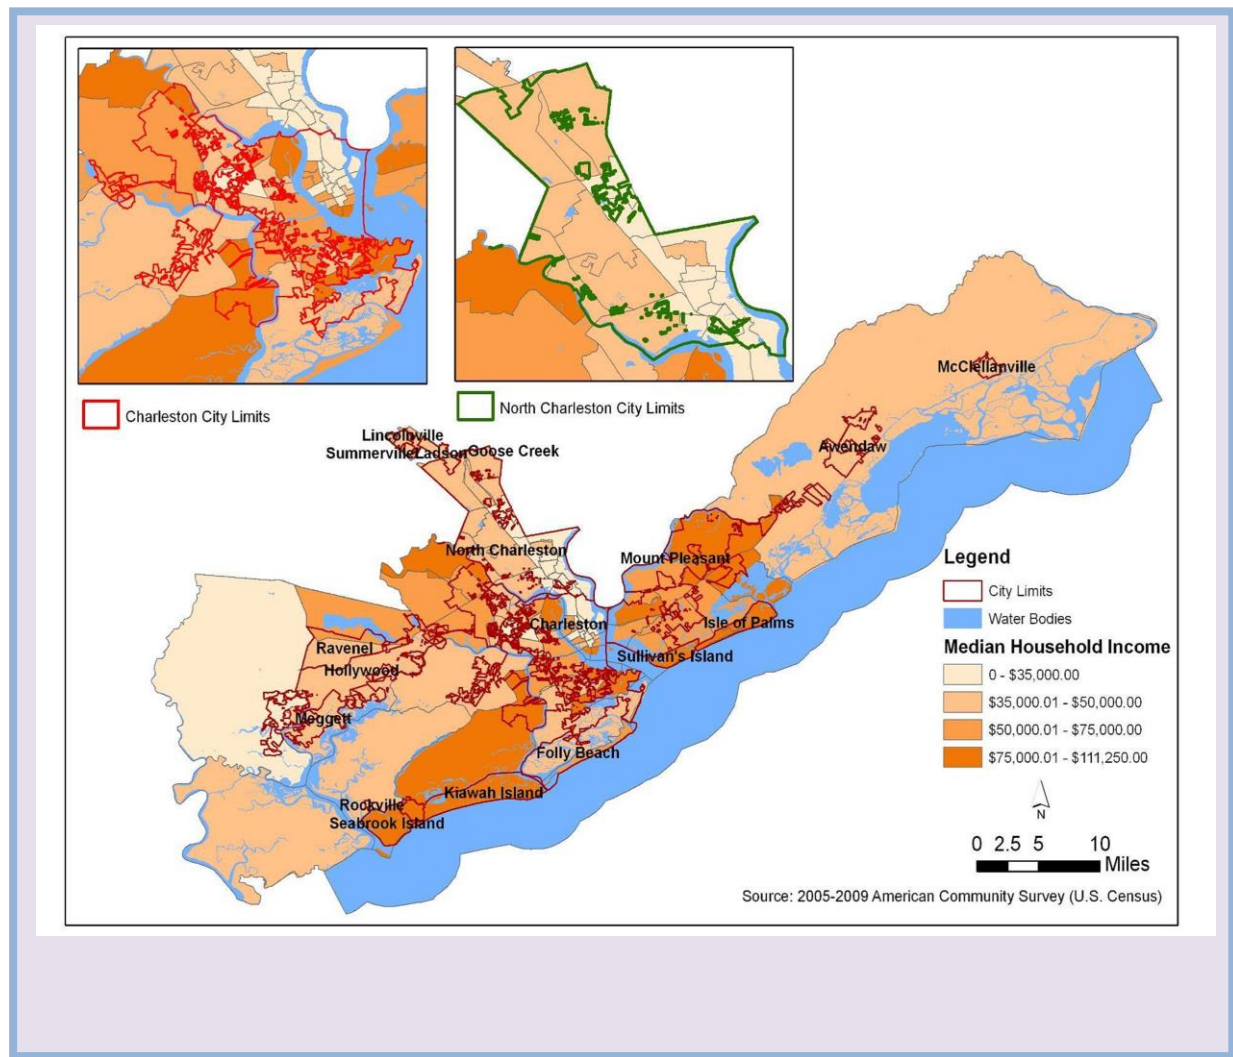 Charleston City Limits
North Charleston City Limits
McClellanville
Lincolnville
Summerville Ladson Goose Creek
Awendaw
North Charleston
Mount Pleasant
Charleston
Isle of Palms
Ravenel
Sullivan's Island
Hollywood
Meggett
Folly Beach
Kiawah Island
Rockville
Seabrook Island
Legend
City Limits
Water Bodies
Median Household Income
0 - $35,000.00
$35,000.01 - $50,000.00
$50,000.01 - $75,000.00
$75,000.01 - $111,250.00
N
0 2.5 5 10
Miles
Source: 2005-2009 American Community Survey (U.S. Census)